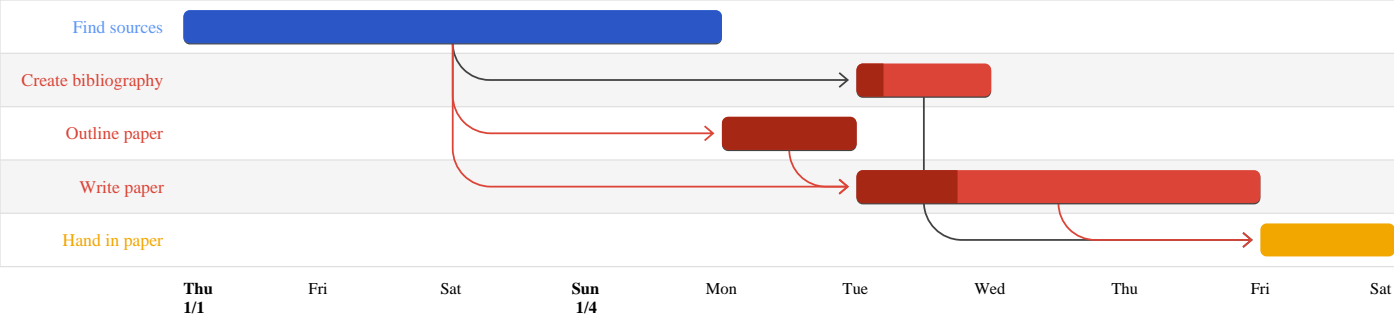 Find sources
Create bibliography
Outline paper
Write paper
Hand in paper
Thu Fri Sat Sun Mon Tue Wed Thu Fri Sat
1/1 1/4